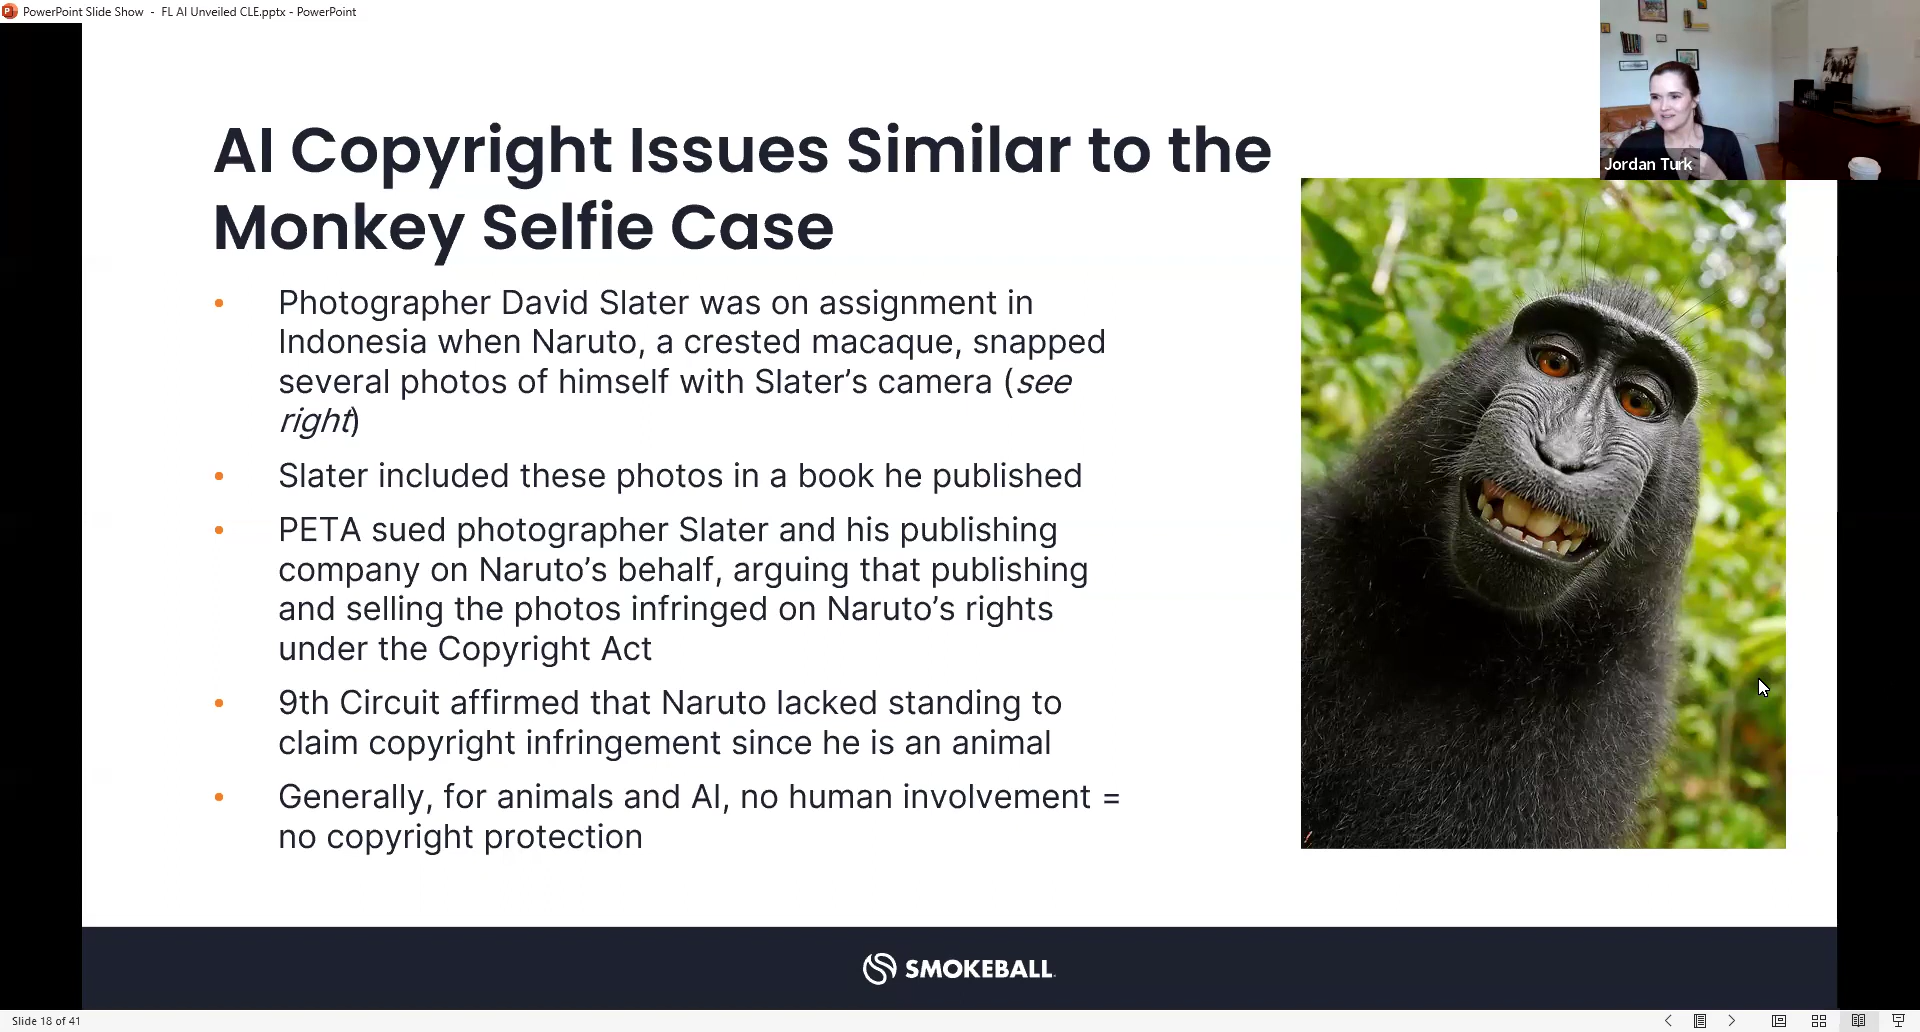 PowerPoint Slide Show - FL AI Unveiled CLE.pptx - PowerPoint
Jordan Turk
AI Copyright Issues Similar to the
Monkey Selfie Case
• Photographer David Slater was on assignment in
Indonesia when Naruto, a crested macaque, snapped
several photos of himself with Slater’s camera (see
right)
• Slater included these photos in a book he published
• PETA sued photographer Slater and his publishing
company on Naruto’s behalf, arguing that publishing
and selling the photos infringed on Naruto’s rights
under the Copyright Act
• 9th Circuit affirmed that Naruto lacked standing to
claim copyright infringement since he is an animal
• Generally, for animals and AI, no human involvement =
no copyright protection
SMOKEBALL
Slide 18 of 41